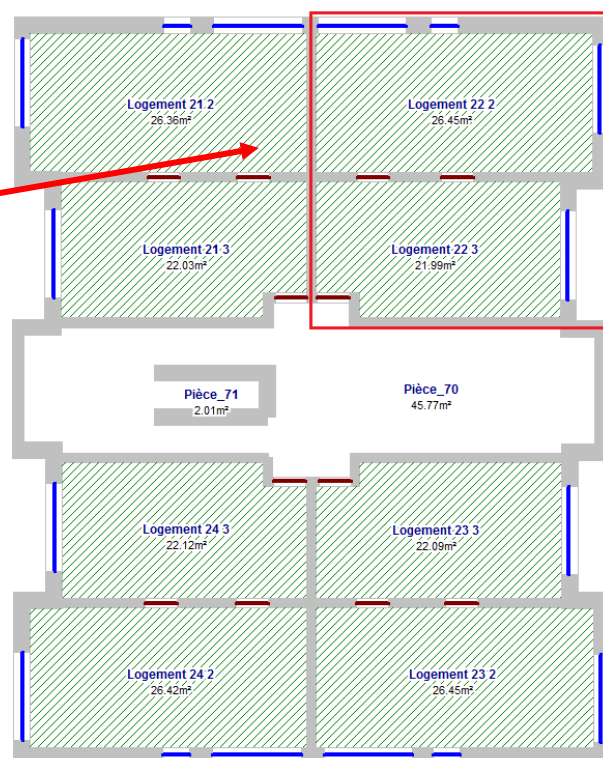 Logement 21 2
26.36m²
Logement 22 2
26.45m²
Logement 21 3
22.03m²
Logement 22 3
21.99m²
Pièce_71
2.01m²
Pièce_70
45.77m²
Logement 24 3
22.12m²
Logement 23 3
22.09m²
Logement 24 2
26.42m²
Logement 23 2
26.45m²